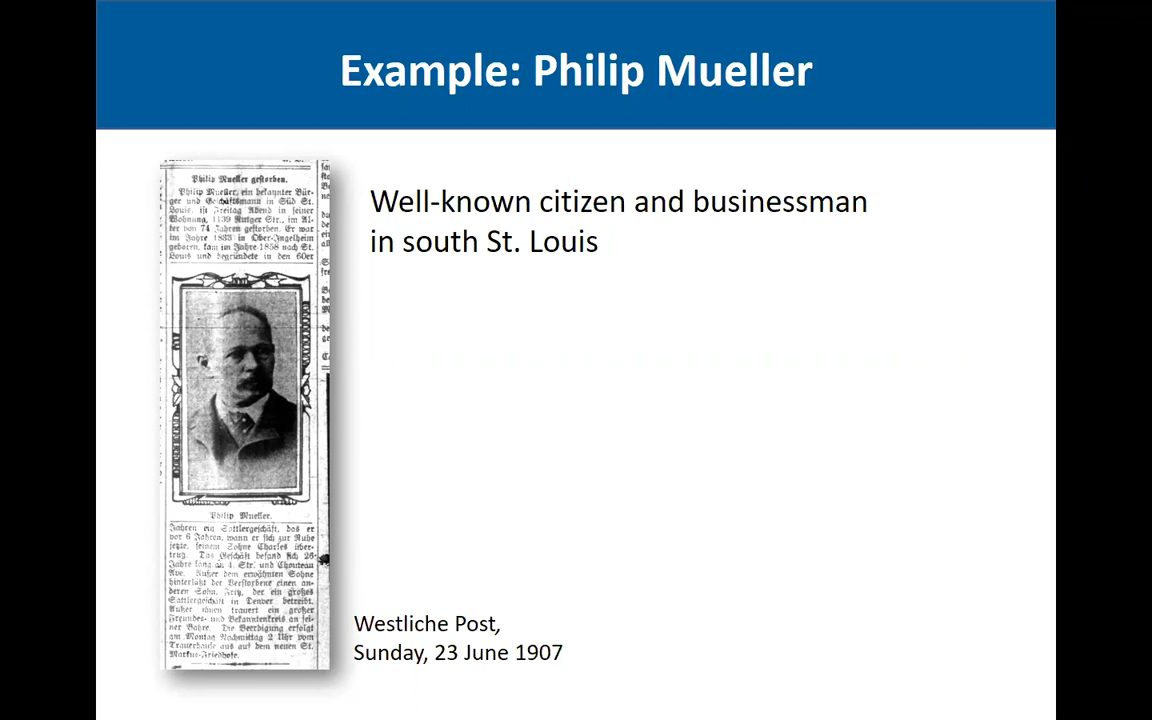 Example: Philip Mueller
Philip Mueller gestorben.
Philip Mueller, ein bekannter Bür-
ger und Geschäftsmann in Süd St.
Louis, ist Freitag Abend in seiner
Wohnung, 1139 Rutger Str., im Al-
ter von 74 Jahren gestorben. Er war
im Jahre 1833 in Ober-Ingelheim
geboren, kam im Jahre 1858 nach St.
Louis und begründete in den 60er
Philip Mueller.
Jahren ein Sattlergeschäft, das er
vor 6 Jahren, wann er sich zur Ruhe
setzte, seinem Sohne Charles über-
trug. Das Geschäft befand sich 26
Jahre lang an 4. Str. und Chouteau
Ave. Außer dem erwähnten Sohne
hinterläßt der Verstorbene einen an-
deren Sohn, Fritz, der ein großes
Sattlergeschäft in Denver betreibt.
Außer ihnen trauert ein großer
Freundes- und Bekanntenkreis an sei-
ner Bahre. Die Beerdigung erfolgt
am Montag Nachmittag 2 Uhr vom
Trauerhause aus auf dem neuen St.
Markus-Friedhofe.
Well-known citizen and businessman
in south St. Louis
Westliche Post,
Sunday, 23 June 1907